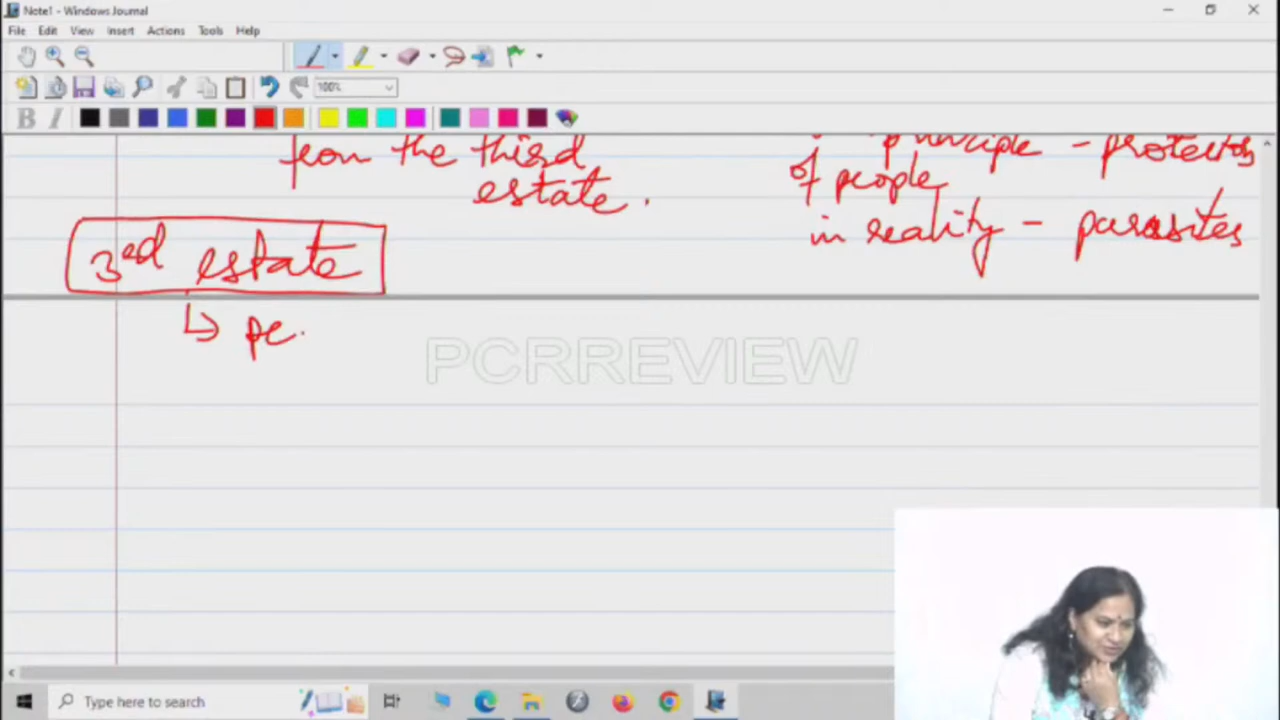 Note1 - Windows Journal
File Edit View Insert Actions Tools Help
100%
from the third
estate.
principle - protectors
of people
in reality - parasites
3rd estate
↳ pe
PCRREVIEW
Type here to search